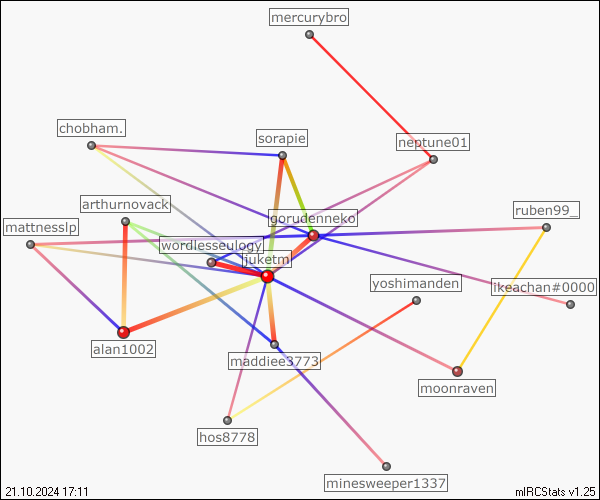 mercurybro
chobham.
sorapie
neptune01
arthurnovack
gorudenneko
ruben99_
mattnesslp
wordlesseulogy
juketm
yoshimanden
ikeachan#0000
alan1002
maddiee3773
moonraven
hos8778
minesweeper1337
21.10.2024 17:11
mIRCStats v1.25